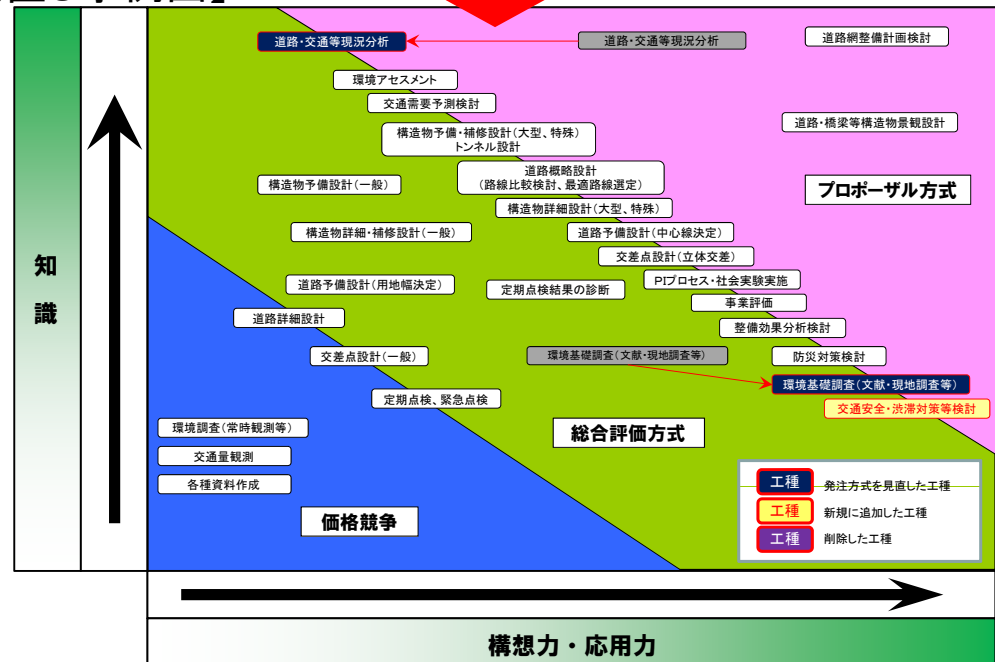 道路・交通等現況分析
道路・交通等現況分析
道路網整備計画検討
環境アセスメント
交通需要予測検討
道路・橋梁等構造物景観設計
構造物予備・補修設計(大型、特殊)
トンネル設計
道路概略設計
(路線比較検討、最適路線選定)
構造物予備設計(一般)
プロポーザル方式
構造物詳細設計(大型、特殊)
構造物詳細・補修設計(一般)
道路予備設計(中心線決定)
交差点設計(立体交差)
知
識
道路予備設計(用地幅決定)
定期点検結果の診断
PIプロセス・社会実験実施
事業評価
道路詳細設計
整備効果分析検討
交差点設計(一般)
環境基礎調査(文献・現地調査等)
防災対策検討
環境基礎調査(文献・現地調査等)
定期点検、緊急点検
交通安全・渋滞対策等検討
環境調査(常時観測等)
総合評価方式
交通量観測
各種資料作成
価格競争
工種 発注方式を見直した工種
工種 新規に追加した工種
工種 削除した工種
構想力・応用力